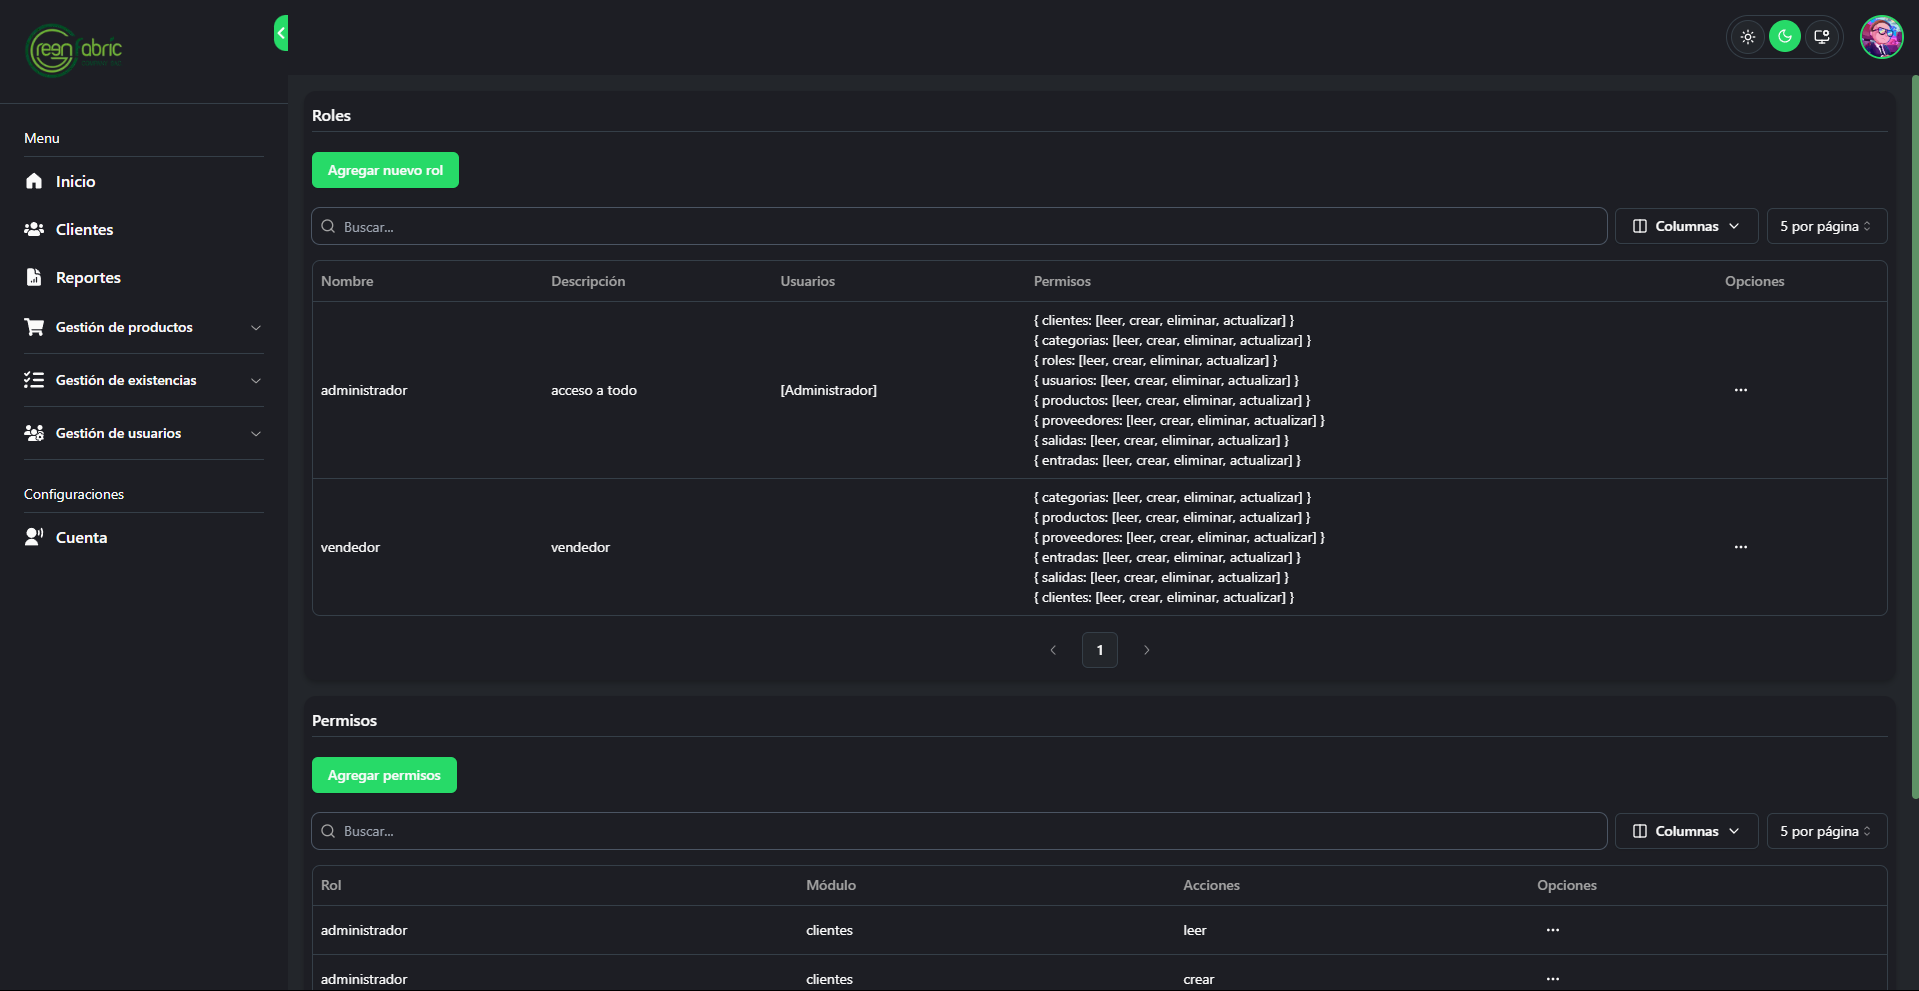 Greenfabric
Menu
Inicio
Clientes
Reportes
Gestión de productos
Gestión de existencias
Gestión de usuarios
Configuraciones
Cuenta
Roles
Agregar nuevo rol
Buscar...
Columnas
5 por página
Nombre Descripción Usuarios Permisos Opciones
administrador acceso a todo [Administrador]
{ clientes: [leer, crear, eliminar, actualizar] }
{ categorias: [leer, crear, eliminar, actualizar] }
{ roles: [leer, crear, eliminar, actualizar] }
{ usuarios: [leer, crear, eliminar, actualizar] }
{ productos: [leer, crear, eliminar, actualizar] }
{ proveedores: [leer, crear, eliminar, actualizar] }
{ salidas: [leer, crear, eliminar, actualizar] }
{ entradas: [leer, crear, eliminar, actualizar] }
...
vendedor vendedor
{ categorias: [leer, crear, eliminar, actualizar] }
{ productos: [leer, crear, eliminar, actualizar] }
{ proveedores: [leer, crear, eliminar, actualizar] }
{ entradas: [leer, crear, eliminar, actualizar] }
{ salidas: [leer, crear, eliminar, actualizar] }
{ clientes: [leer, crear, eliminar, actualizar] }
...
1
Permisos
Agregar permisos
Buscar...
Columnas
5 por página
Rol Módulo Acciones Opciones
administrador clientes leer ...
administrador clientes crear ...